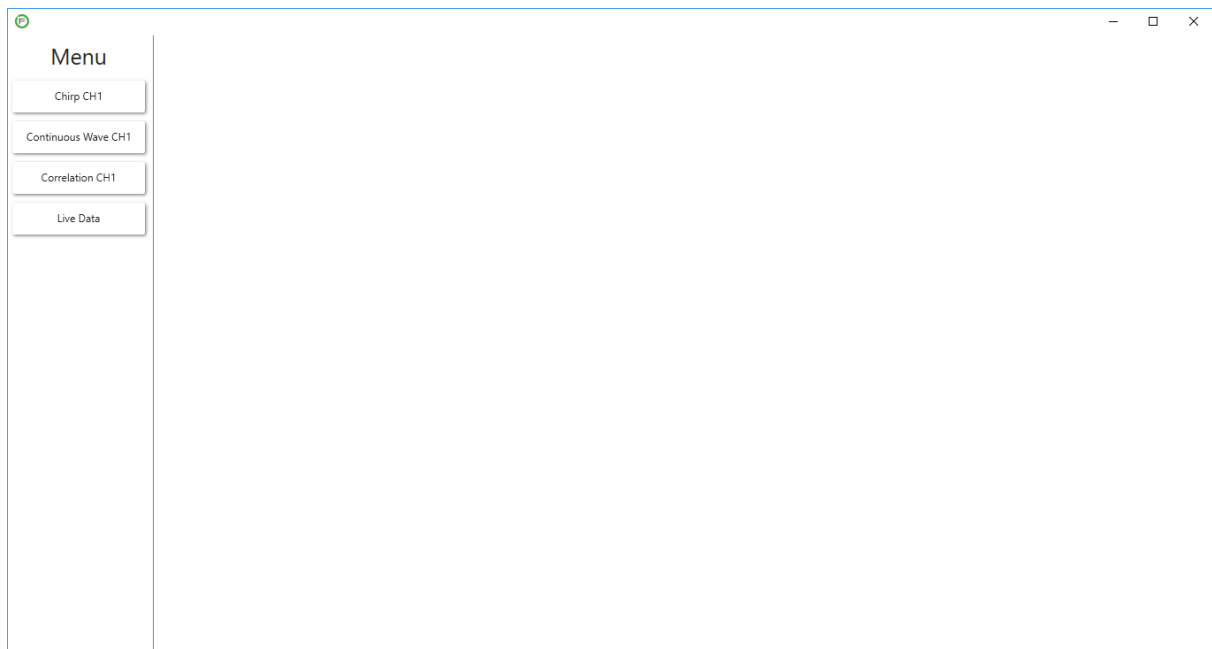 Menu
Chirp CH1
Continuous Wave CH1
Correlation CH1
Live Data